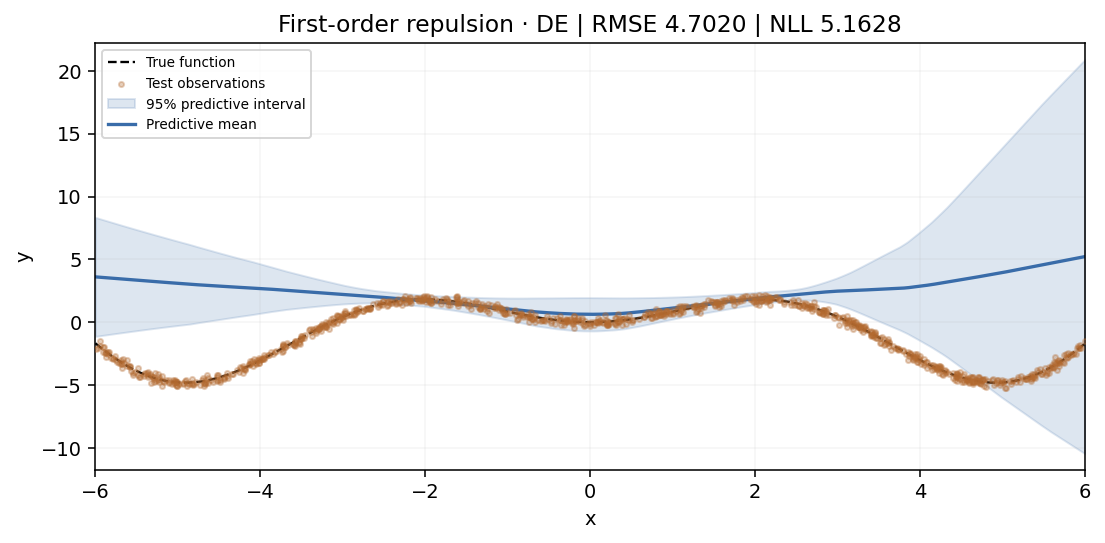 First-order repulsion · DE | RMSE 4.7020 | NLL 5.1628
True function
Test observations
95% predictive interval
Predictive mean
y
20
15
10
5
0
−5
−10
−6
−4
−2
0
2
4
6
x